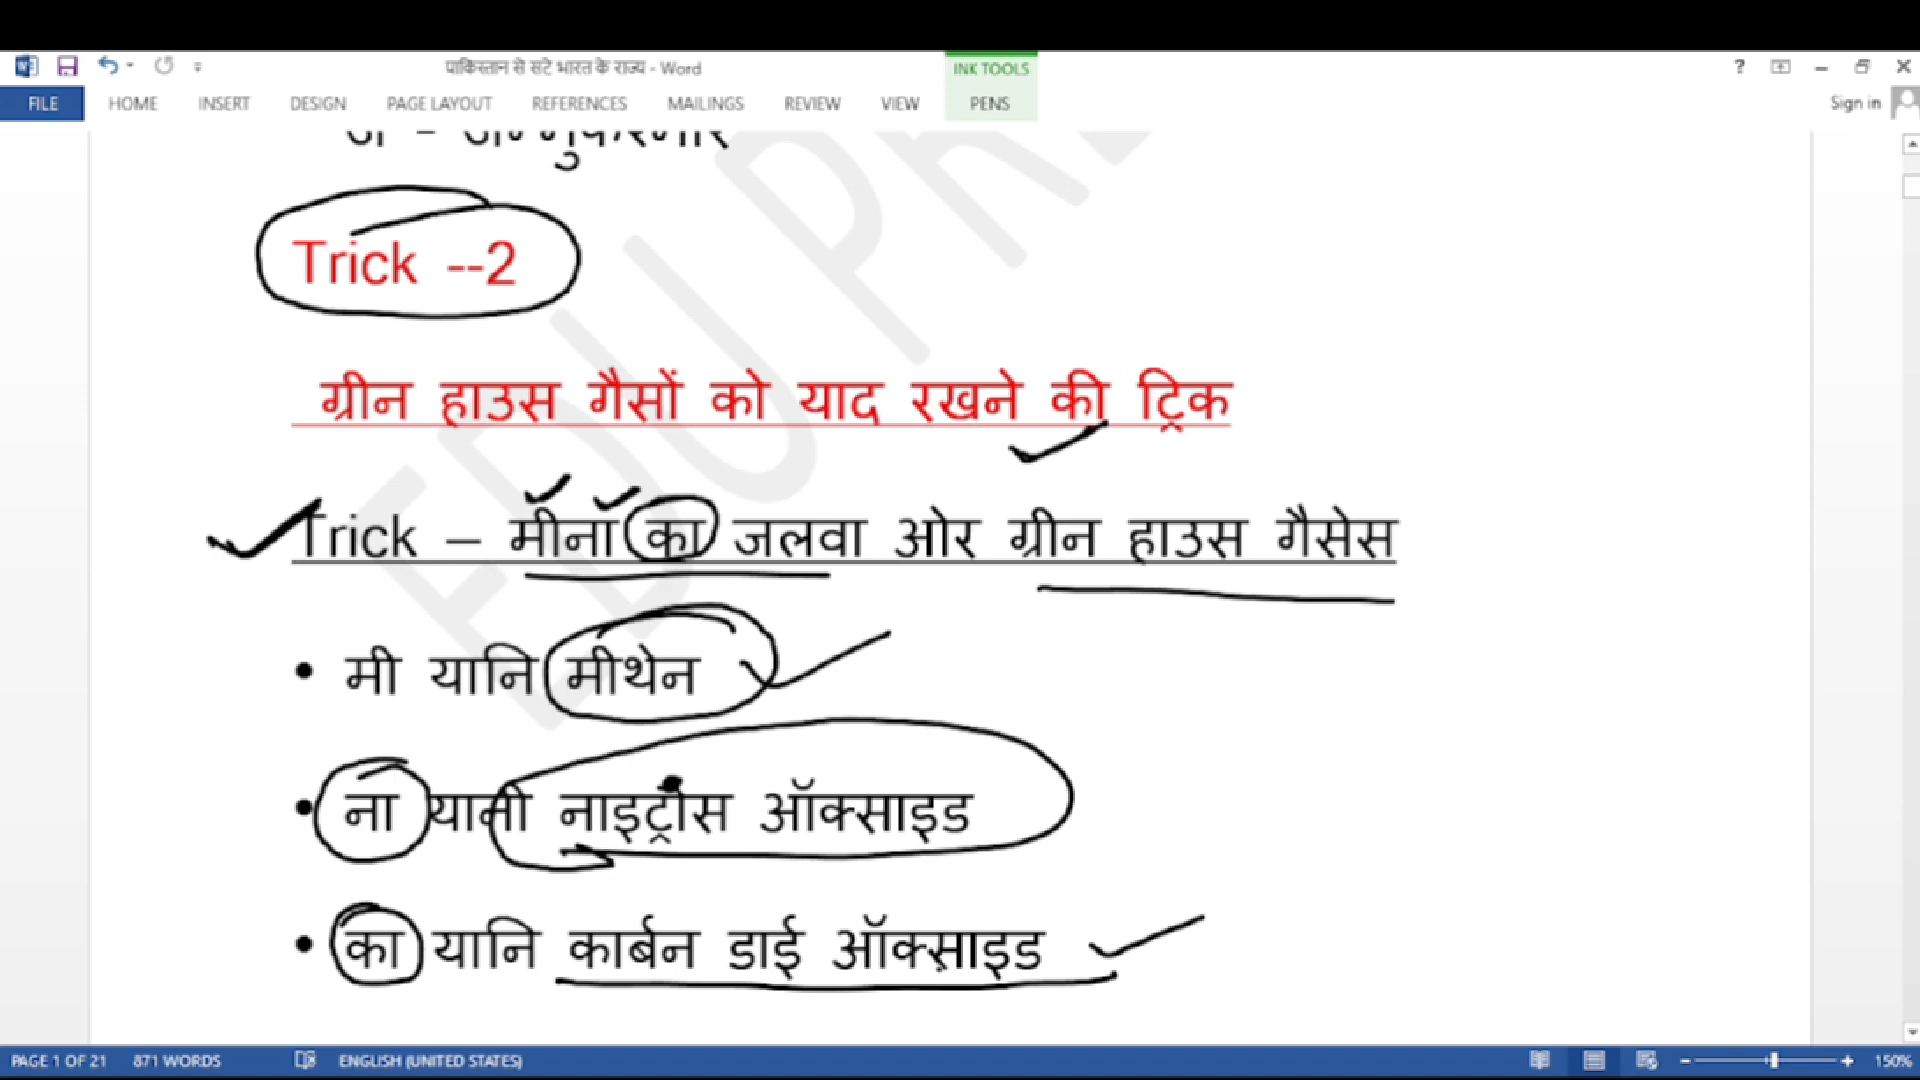 पाकिस्तान से सटे भारत के राज्य - Word
INK TOOLS
FILE HOME INSERT DESIGN PAGE LAYOUT REFERENCES MAILINGS REVIEW VIEW PENS
Sign in
Trick --2
ग्रीन हाउस गैसों को याद रखने की ट्रिक
Trick – मीना का जलवा ओर ग्रीन हाउस गैसेस
• मी यानि मीथेन
• ना यानी नाइट्रीस ऑक्साइड
• का यानि कार्बन डाई ऑक्साइड
EDU
PAGE 1 OF 21 871 WORDS ENGLISH (UNITED STATES) 150%